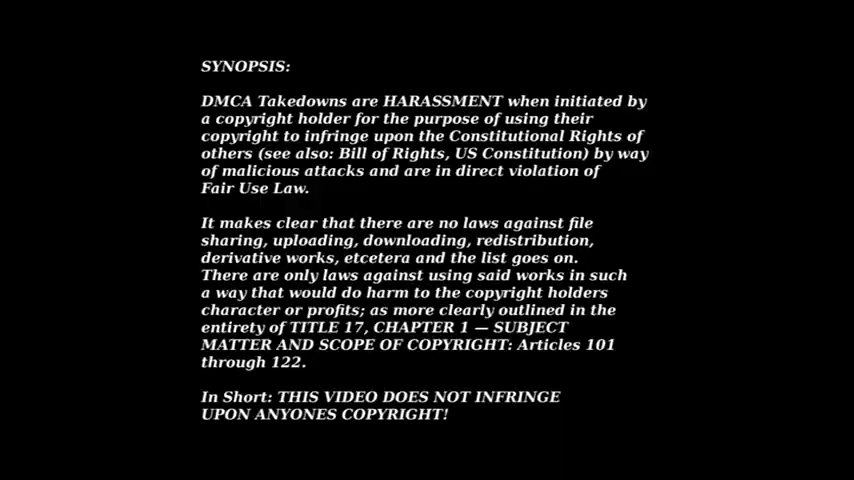 SYNOPSIS:
DMCA Takedowns are HARASSMENT when initiated by
a copyright holder for the purpose of using their
copyright to infringe upon the Constitutional Rights of
others (see also: Bill of Rights, US Constitution) by way
of malicious attacks and are in direct violation of
Fair Use Law.
It makes clear that there are no laws against file
sharing, uploading, downloading, redistribution,
derivative works, etcetera and the list goes on.
There are only laws against using said works in such
a way that would do harm to the copyright holders
character or profits; as more clearly outlined in the
entirety of TITLE 17, CHAPTER 1 — SUBJECT
MATTER AND SCOPE OF COPYRIGHT: Articles 101
through 122.
In Short: THIS VIDEO DOES NOT INFRINGE
UPON ANYONES COPYRIGHT!